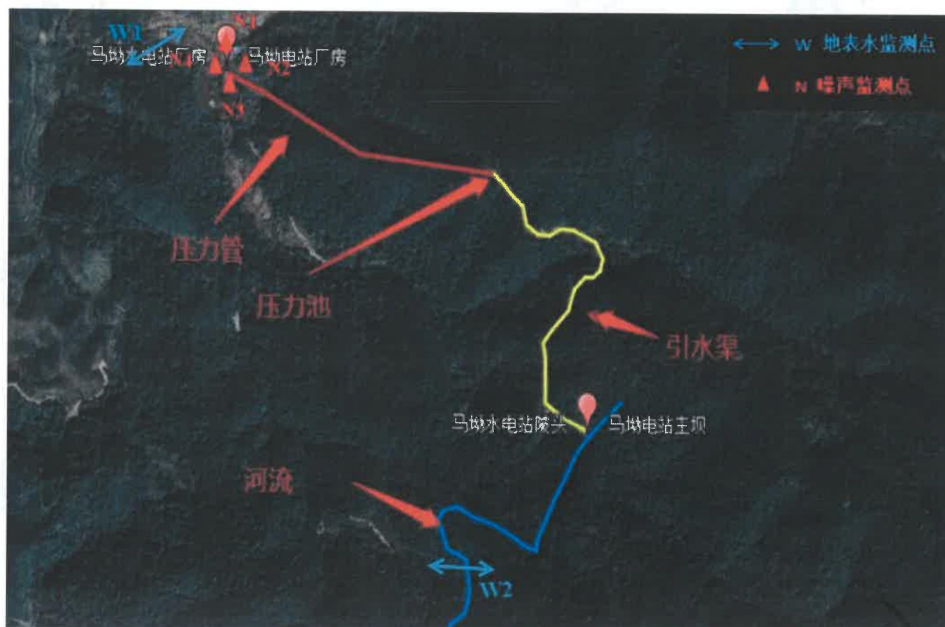 N1
W1
W 地表水监测点
马坳水电站厂房
马坳电站厂房
N4
N2
N 噪声监测点
N3
压力管
压力池
引水渠
马坳水电站陂头
马坳电站主坝
河流
W2